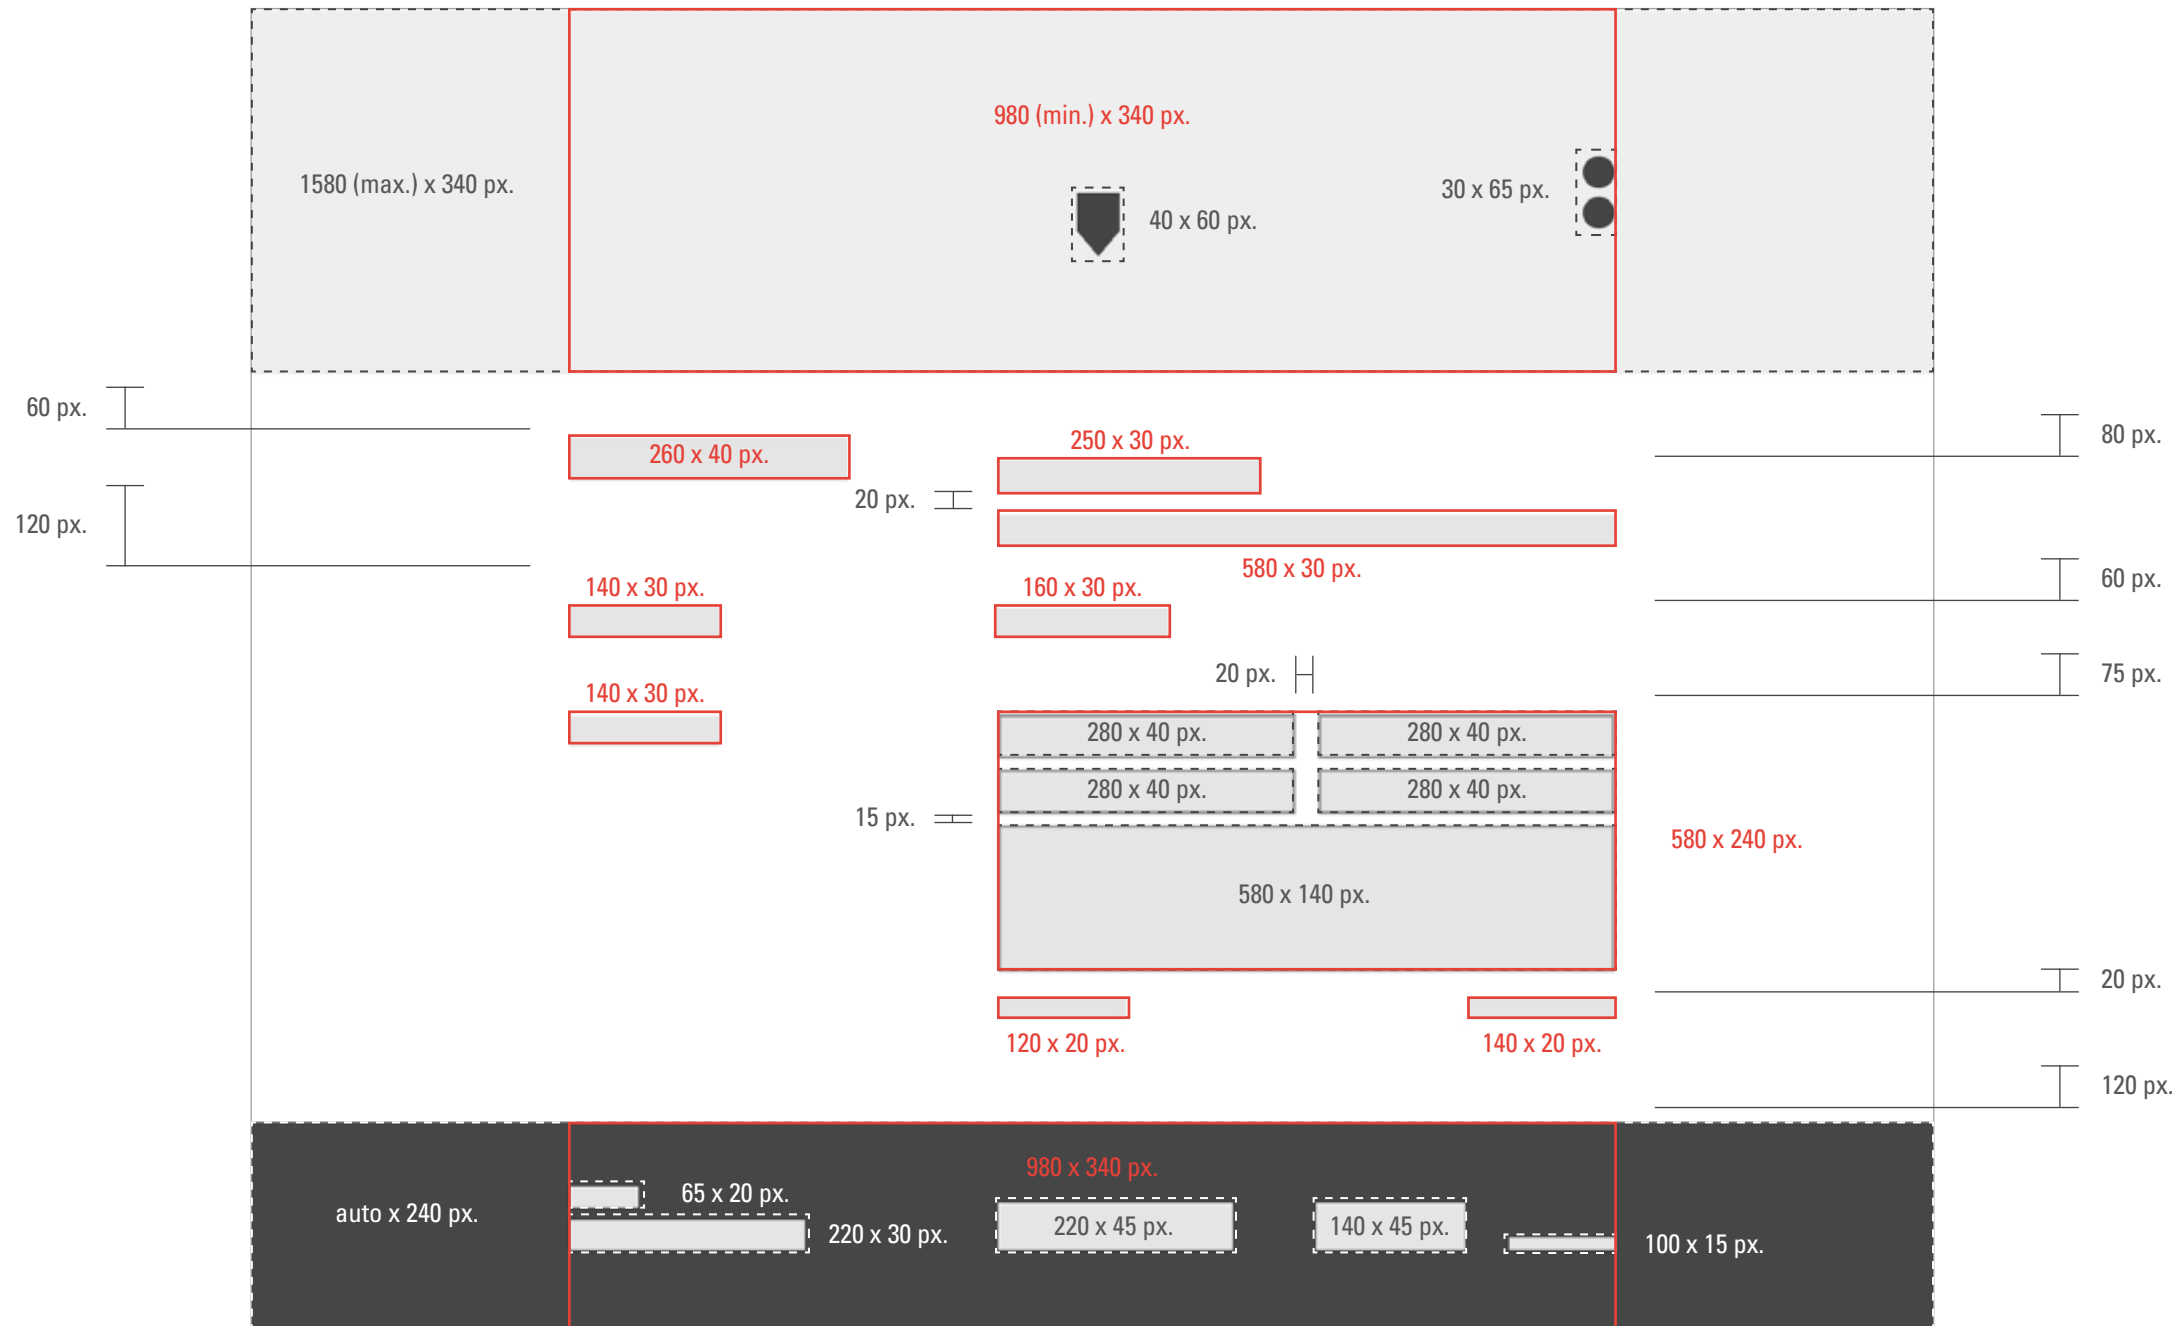 980 (min.) x 340 px.
1580 (max.) x 340 px.
30 x 65 px.
40 x 60 px.
60 px.
80 px.
260 x 40 px.
250 x 30 px.
20 px.
120 px.
580 x 30 px.
60 px.
140 x 30 px.
160 x 30 px.
20 px.
75 px.
140 x 30 px.
280 x 40 px.
280 x 40 px.
280 x 40 px.
280 x 40 px.
15 px.
580 x 240 px.
580 x 140 px.
20 px.
120 x 20 px.
140 x 20 px.
120 px.
980 x 340 px.
65 x 20 px.
auto x 240 px.
220 x 30 px.
220 x 45 px.
140 x 45 px.
100 x 15 px.